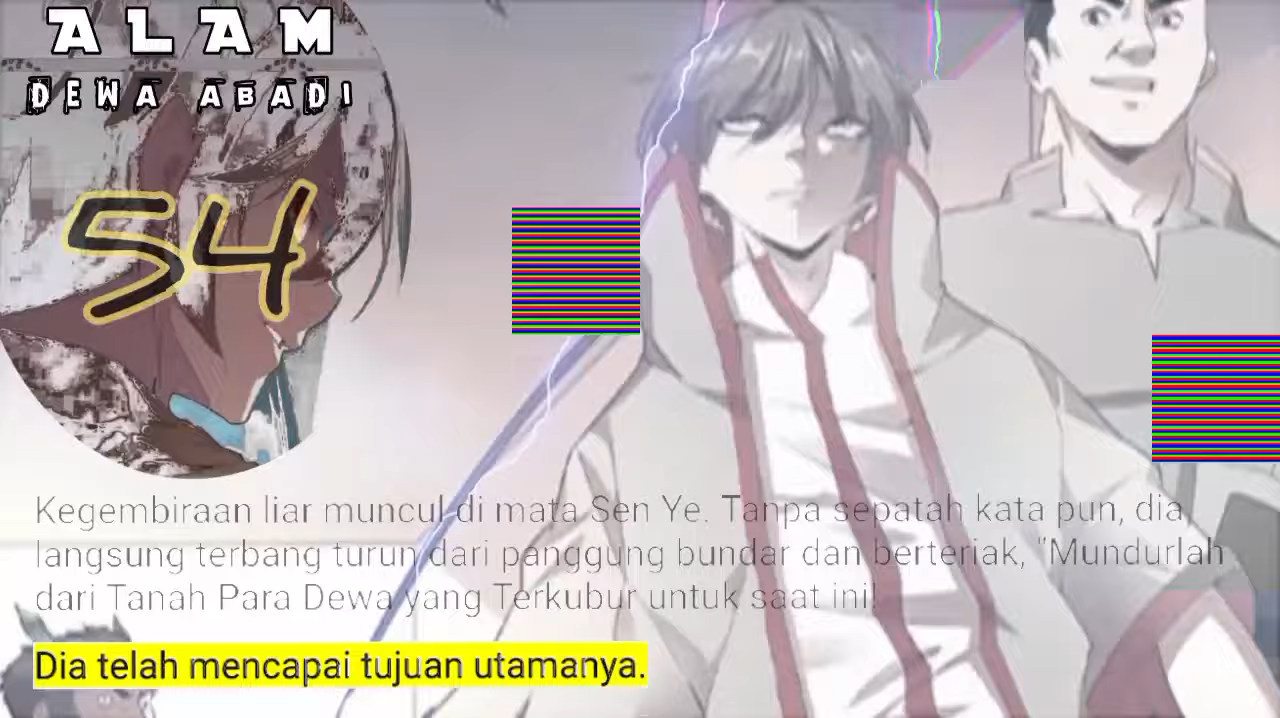 ALAM
DEWA ABADI
54
Kegembiraan liar muncul di mata Sen Ye. Tanpa sepatah kata pun, dia
langsung terbang turun dari panggung bundar dan berteriak, "Mundurlah
dari Tanah Para Dewa yang Terkubur untuk saat ini!
Dia telah mencapai tujuan utamanya.